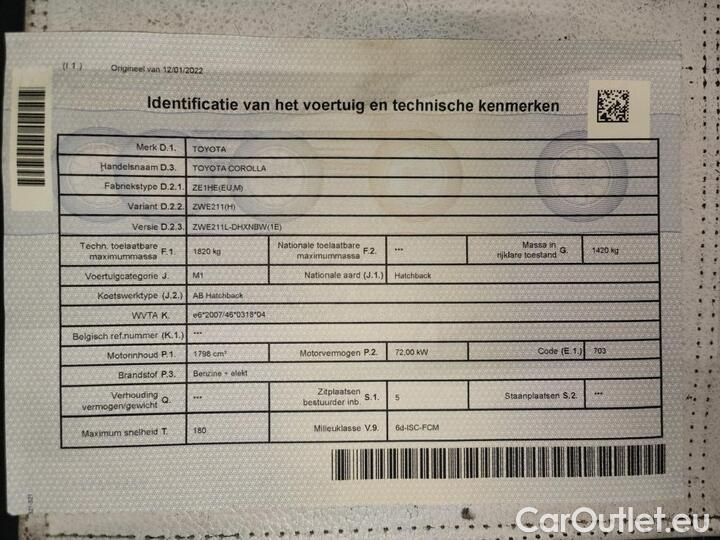 (I.1.) Origineel van 12/01/2022
Identificatie van het voertuig en technische kenmerken
Merk D.1. TOYOTA
Handelsnaam D.3. TOYOTA COROLLA
Fabriekstype D.2.1. ZE1HE(EU,M)
Variant D.2.2. ZWE211(H)
Versie D.2.3. ZWE211L-DHXNBW(1E)
Techn. toelaatbare maximummassa F.1. 1820 kg Nationale toelaatbare maximummassa F.2. *** Massa in rijklare toestand G. 1420 kg
Voertuigcategorie J. M1 Nationale aard (J.1.) Hatchback
Koetswerktype (J.2.) AB Hatchback
WVTA K. e6*2007/46*0318*04
Belgisch ref.nummer (K.1.) ***
Motorinhoud P.1. 1798 cm³ Motorvermogen P.2. 72,00 kW Code (E.1.) 703
Brandstof P.3. Benzine + elekt
Verhouding vermogen/gewicht Q. *** Zitplaatsen bestuurder inb. S.1. 5 Staanplaatsen S.2. ***
Maximum snelheid T. 180 Milieuklasse V.9. 6d-ISC-FCM
CarOutlet.eu